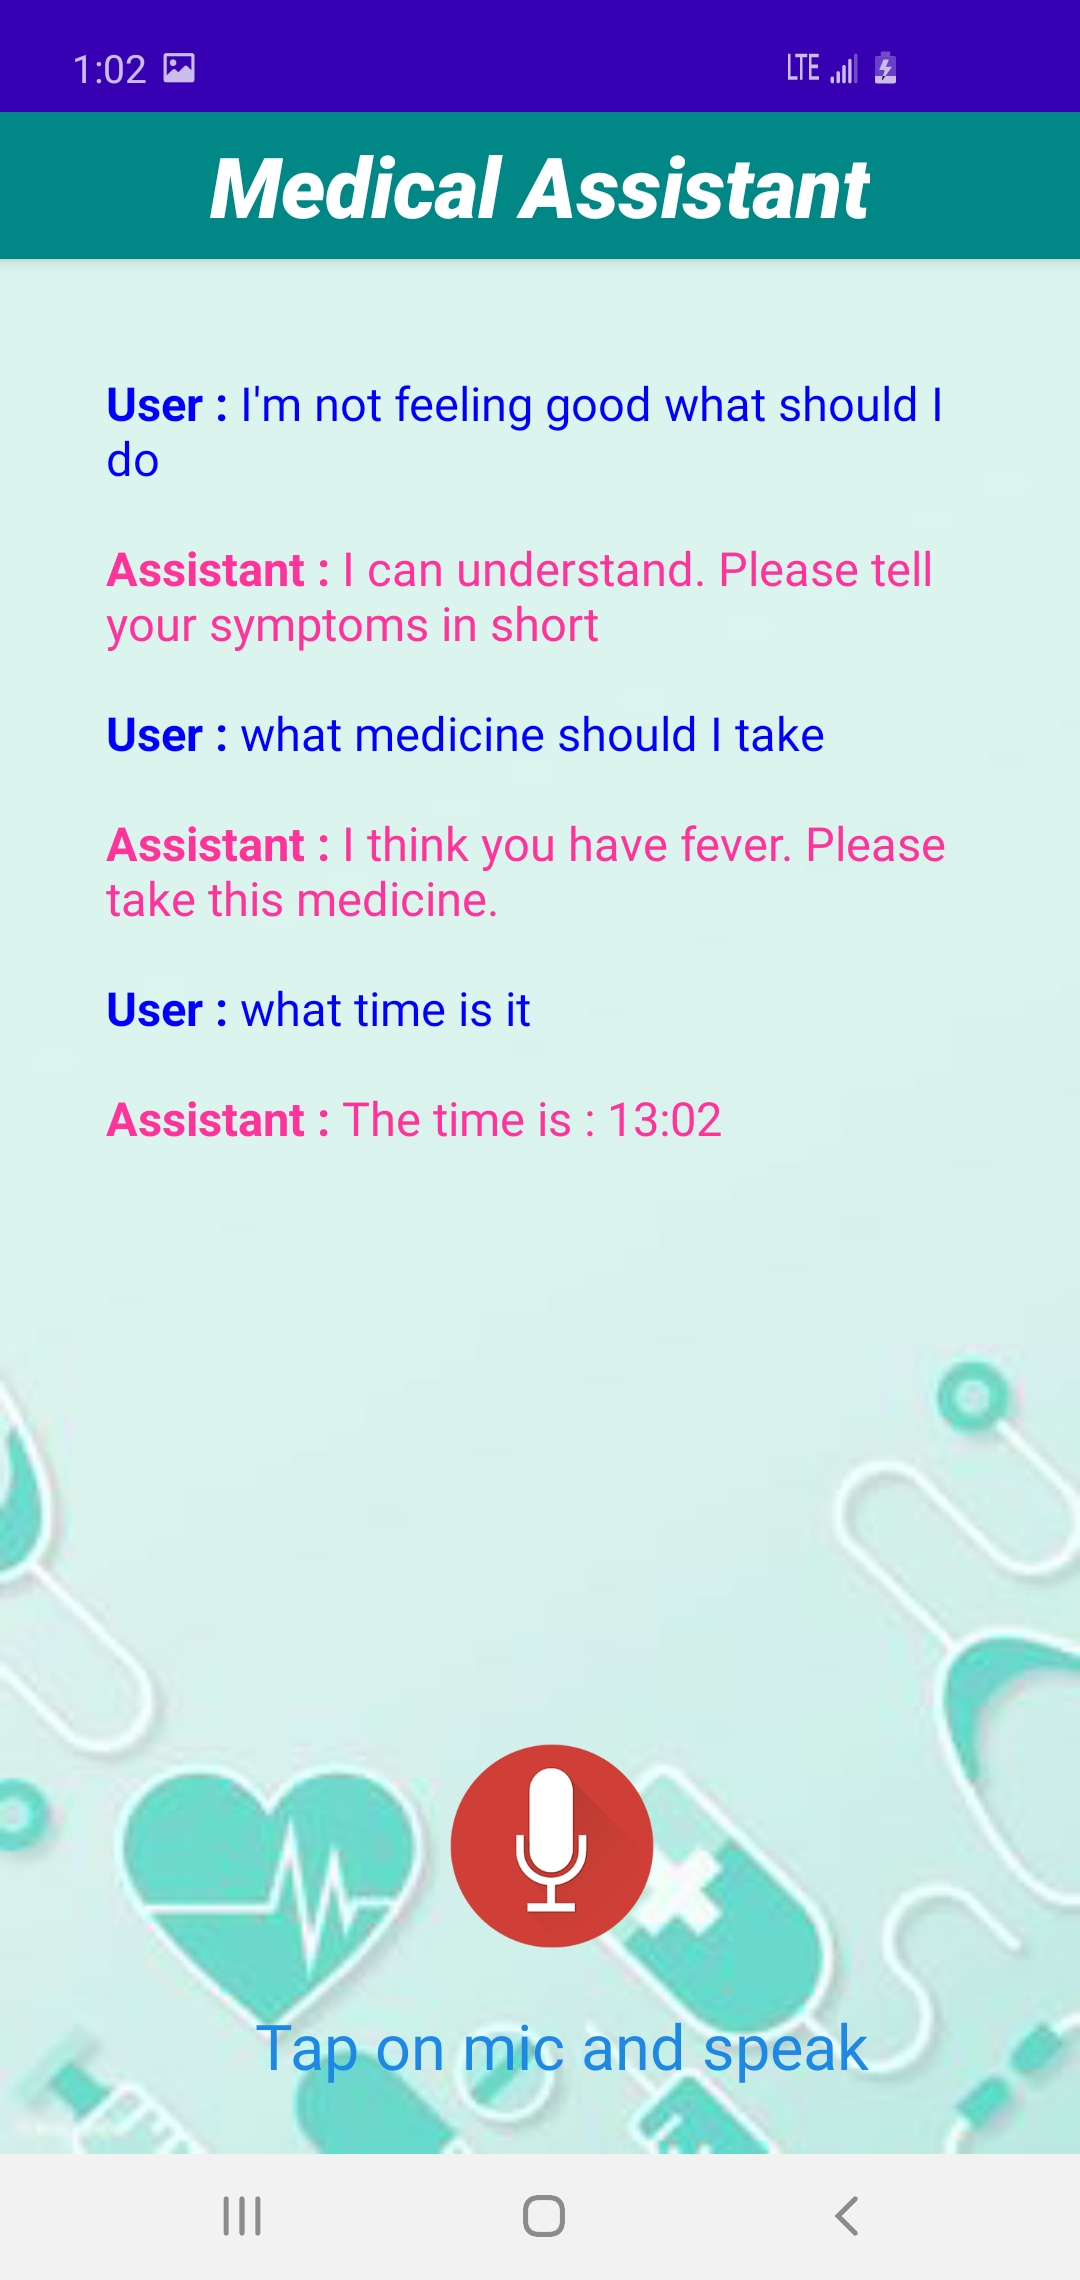 1:02 LTE
Medical Assistant
User : I'm not feeling good what should I
do
Assistant : I can understand. Please tell
your symptoms in short
User : what medicine should I take
Assistant : I think you have fever. Please
take this medicine.
User : what time is it
Assistant : The time is : 13:02
Tap on mic and speak